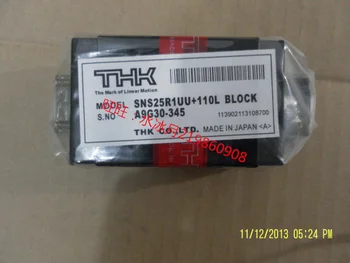 THK
The Mark of Linear Motion
MODEL SNS25R1UU+110L BLOCK
S.NO A9G30-345
113902113108700
THK CO., LTD. MADE IN JAPAN <A>
11/12/2013 05:24 PM